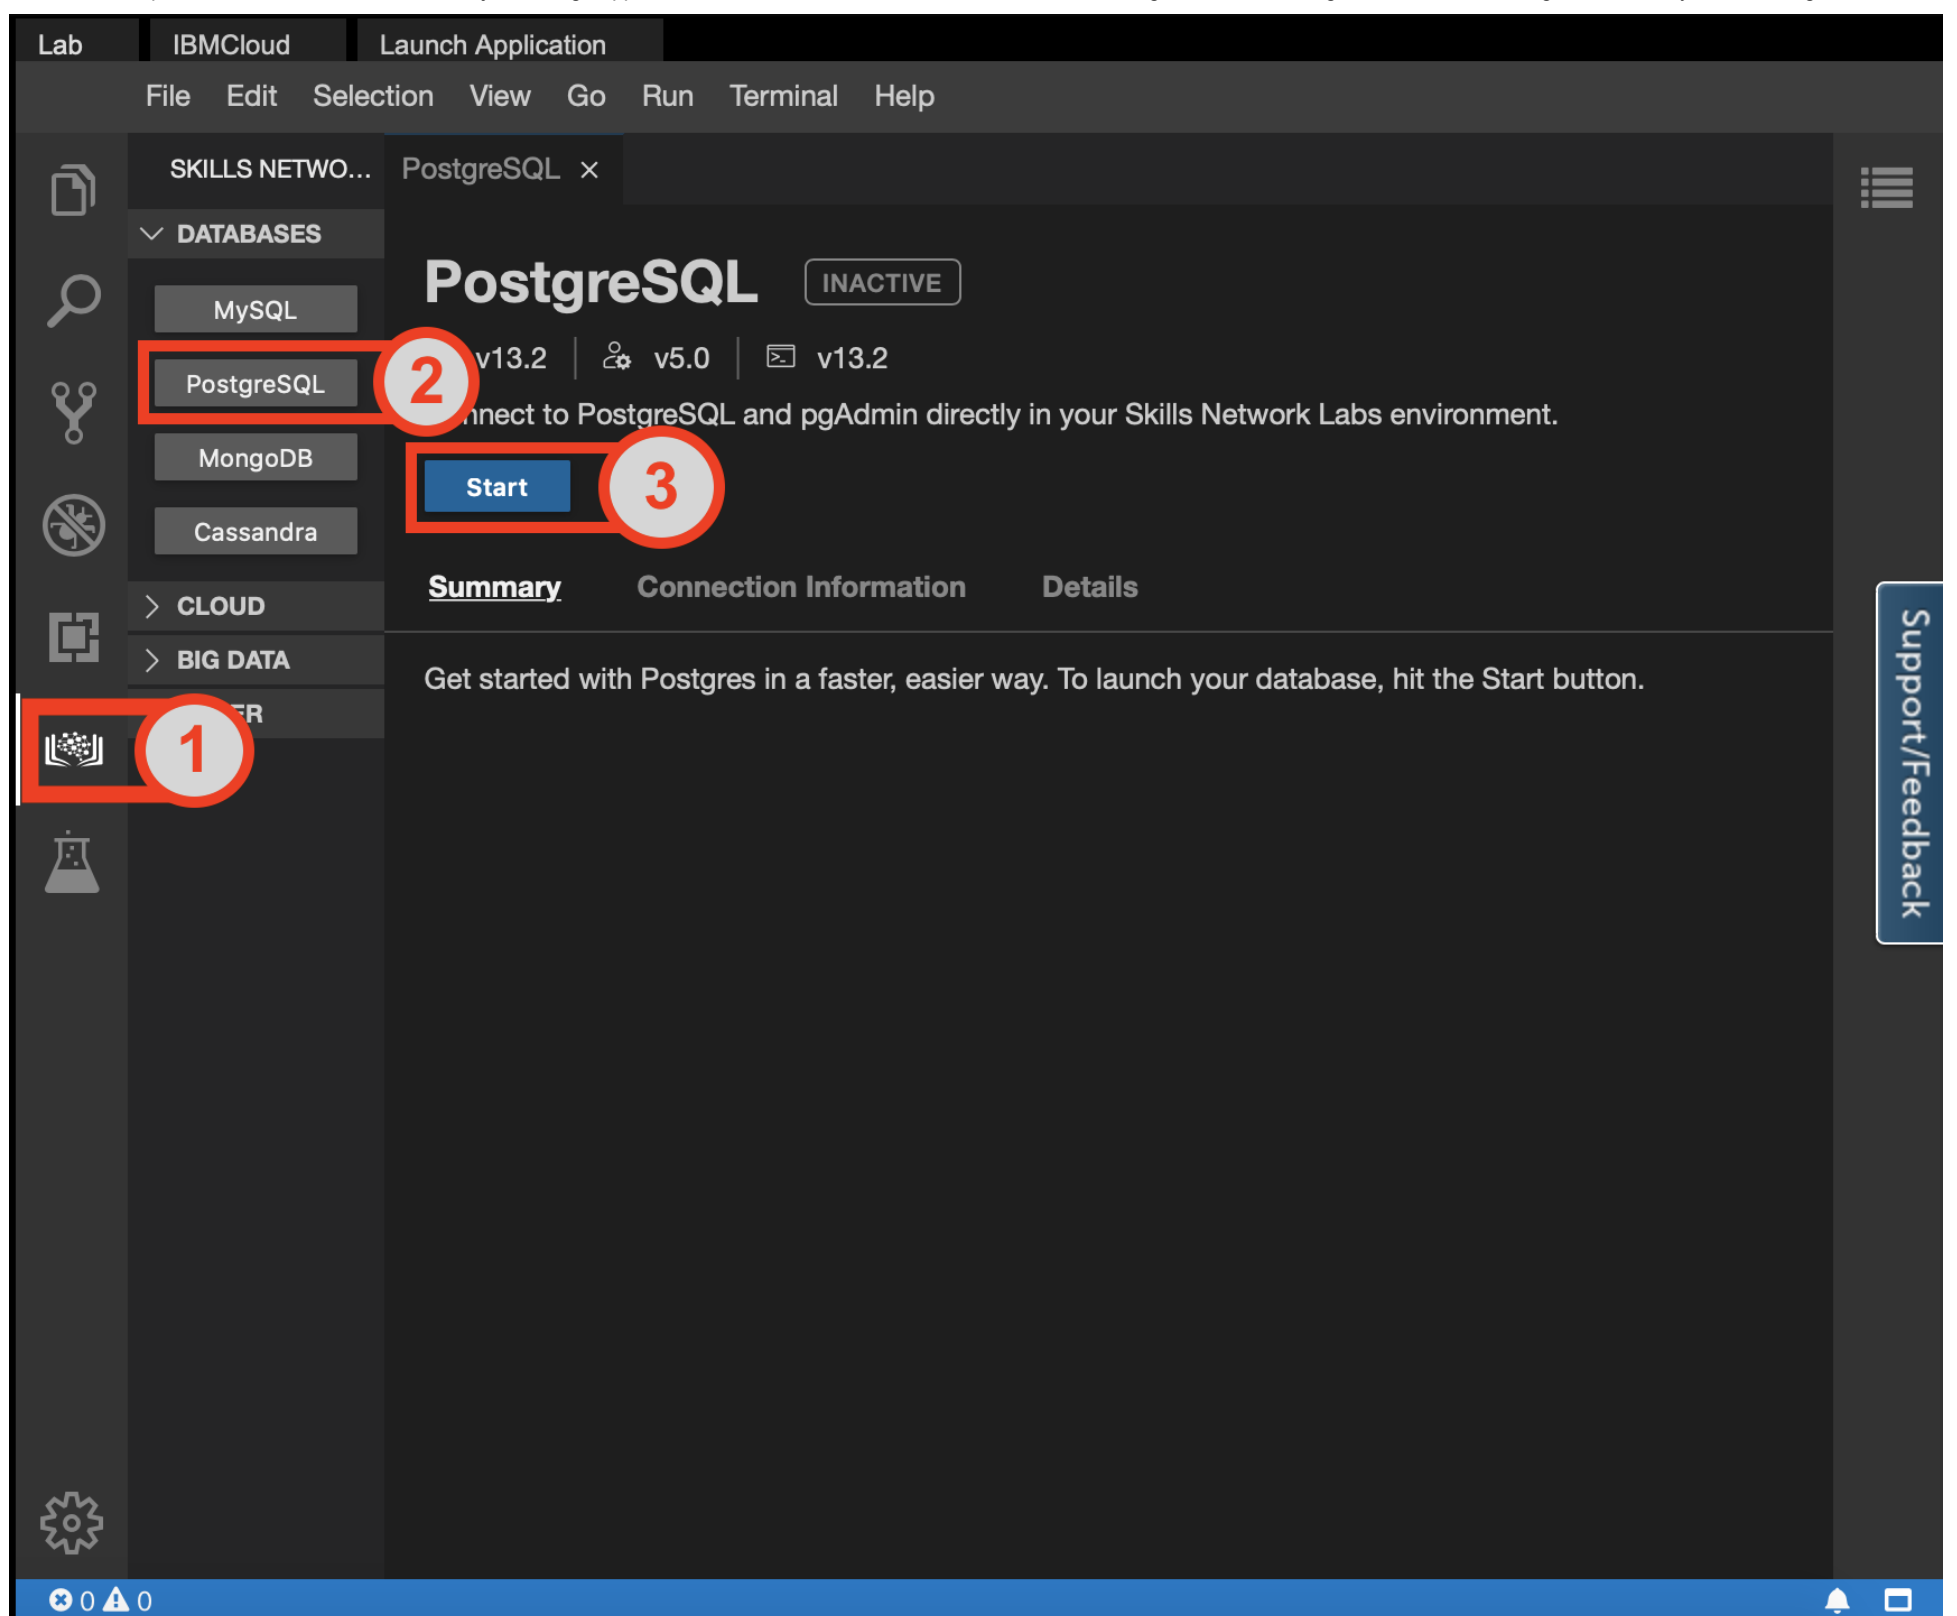 Lab IBMCloud Launch Application
File Edit Selection View Go Run Terminal Help
SKILLS NETWO...
PostgreSQL ×
DATABASES
MySQL
PostgreSQL
2
MongoDB
Cassandra
CLOUD
BIG DATA
1
PostgreSQL INACTIVE
v13.2 v5.0 v13.2
to PostgreSQL and pgAdmin directly in your Skills Network Labs environment.
Start
3
Summary Connection Information Details
Get started with Postgres in a faster, easier way. To launch your database, hit the Start button.
Support/Feedback
0 0